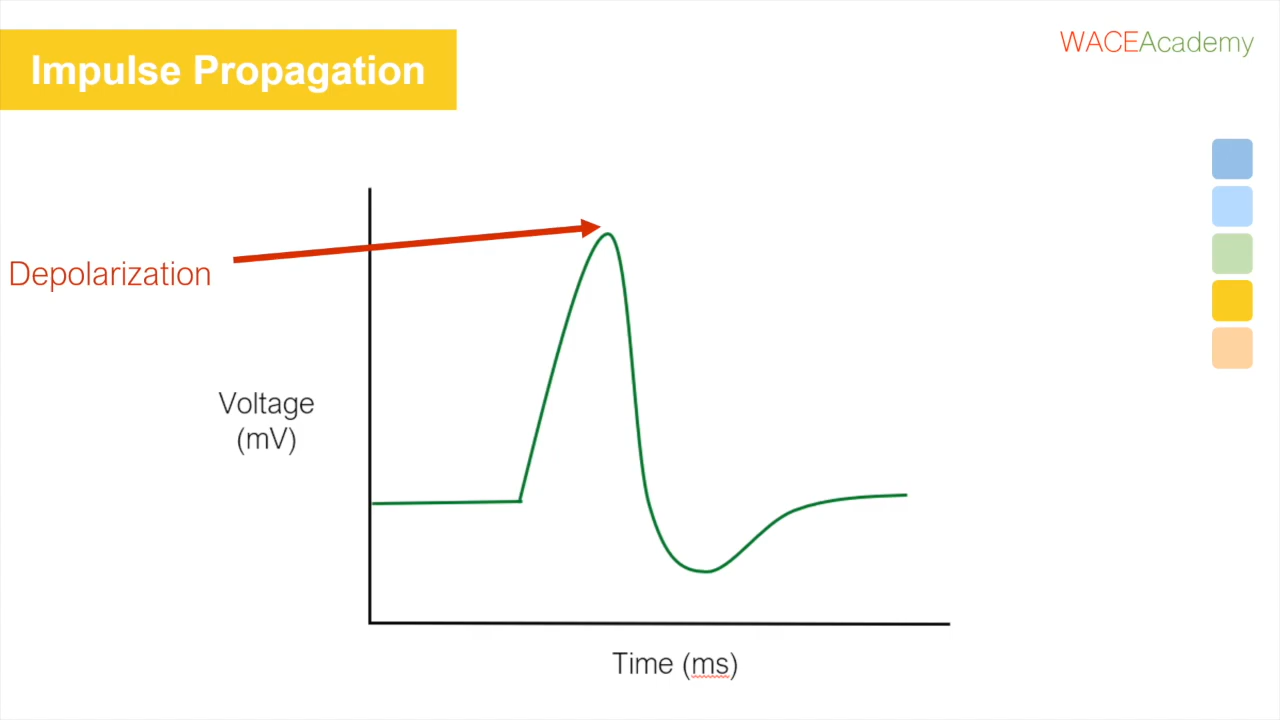 Impulse Propagation
WACEAcademy
Depolarization
Voltage
(mV)
Time (ms)